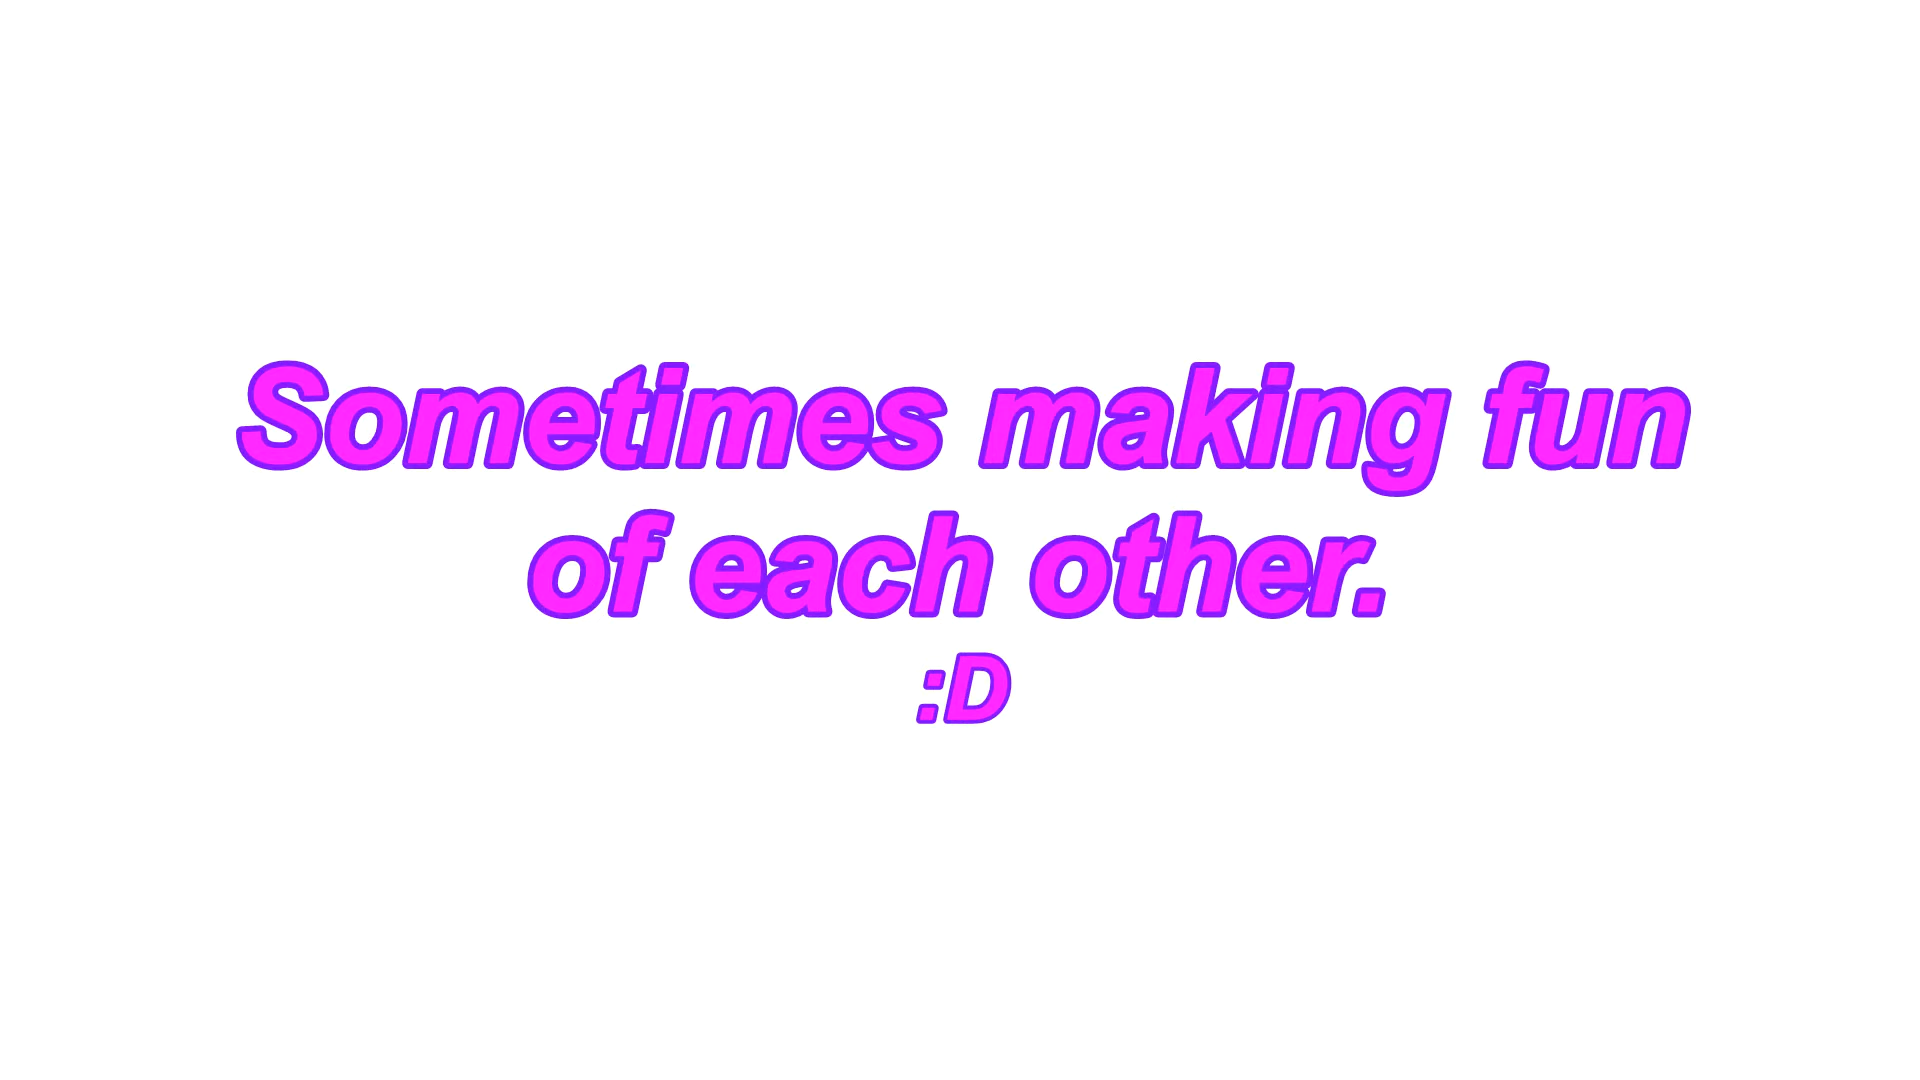 Sometimes making fun
of each other.
:D